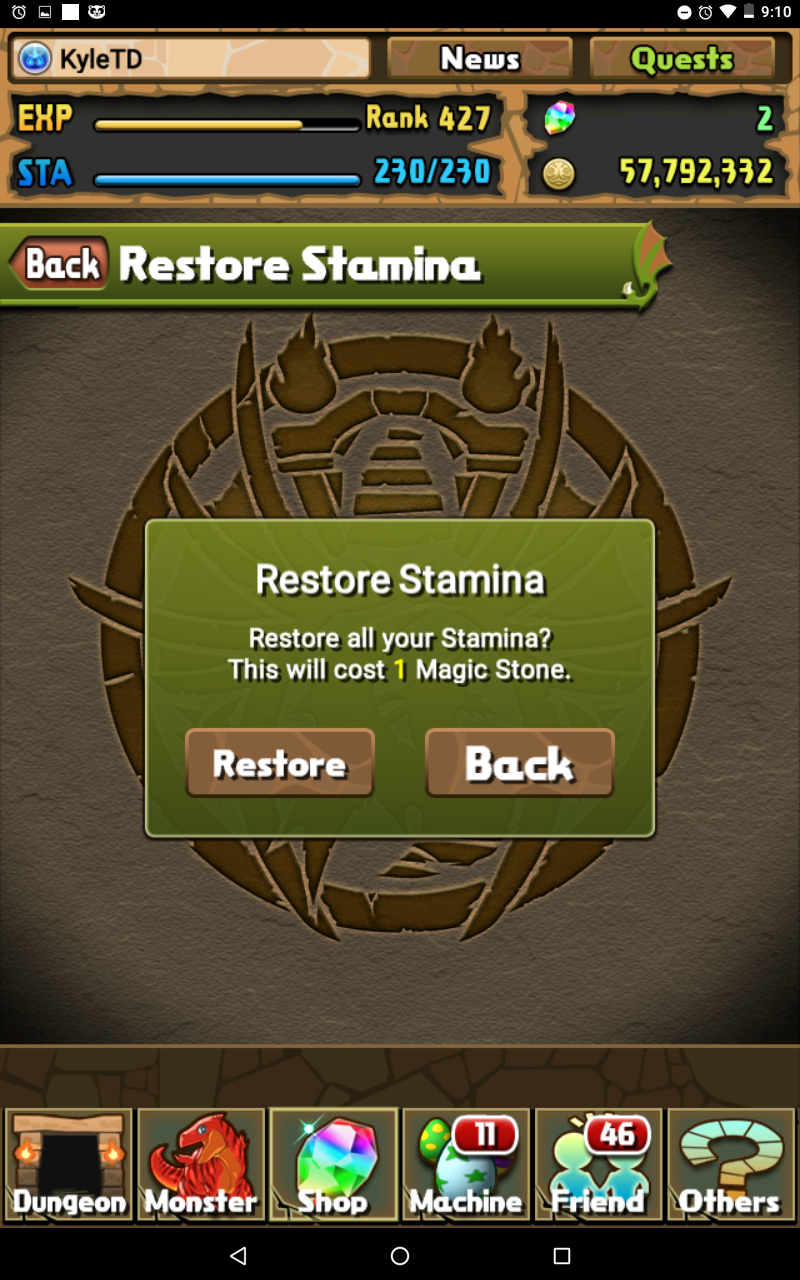 9:10
KyleTD
News
Quests
EXP
Rank 427
2
STA
230/230
57,792,332
Back
Restore Stamina
Restore Stamina
Restore all your Stamina?
This will cost 1 Magic Stone.
Restore
Back
11
46
Dungeon
Monster
Shop
Machine
Friend
Others